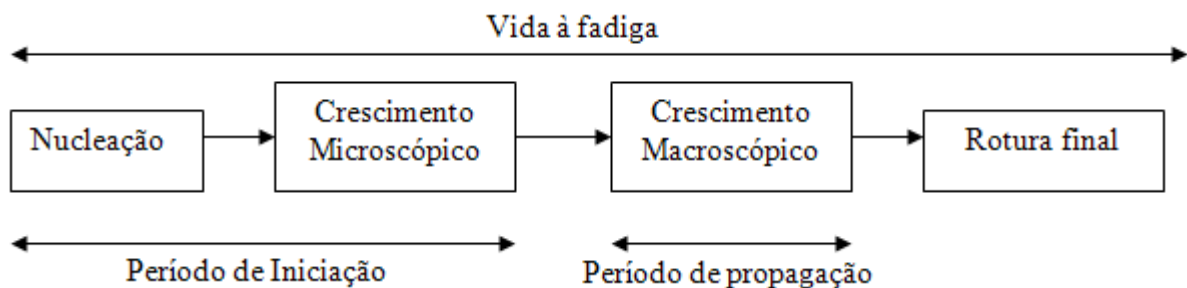 Vida à fadiga
Nucleação
Crescimento
Microscópico
Crescimento
Macroscópico
Rotura final
Período de Iniciação
Período de propagação